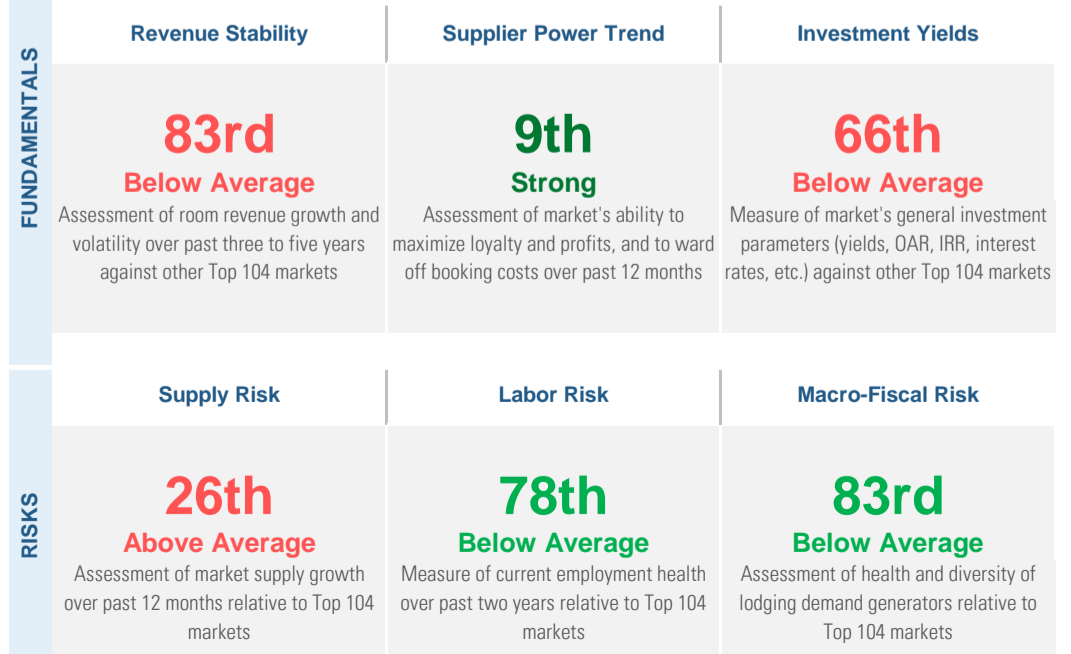 FUNDAMENTALS
Revenue Stability
83rd
Below Average
Assessment of room revenue growth and
volatility over past three to five years
against other Top 104 markets
Supplier Power Trend
9th
Strong
Assessment of market's ability to
maximize loyalty and profits, and to ward
off booking costs over past 12 months
Investment Yields
66th
Below Average
Measure of market's general investment
parameters (yields, OAR, IRR, interest
rates, etc.) against other Top 104 markets
RISKS
Supply Risk
26th
Above Average
Assessment of market supply growth
over past 12 months relative to Top 104
markets
Labor Risk
78th
Below Average
Measure of current employment health
over past two years relative to Top 104
markets
Macro-Fiscal Risk
83rd
Below Average
Assessment of health and diversity of
lodging demand generators relative to
Top 104 markets